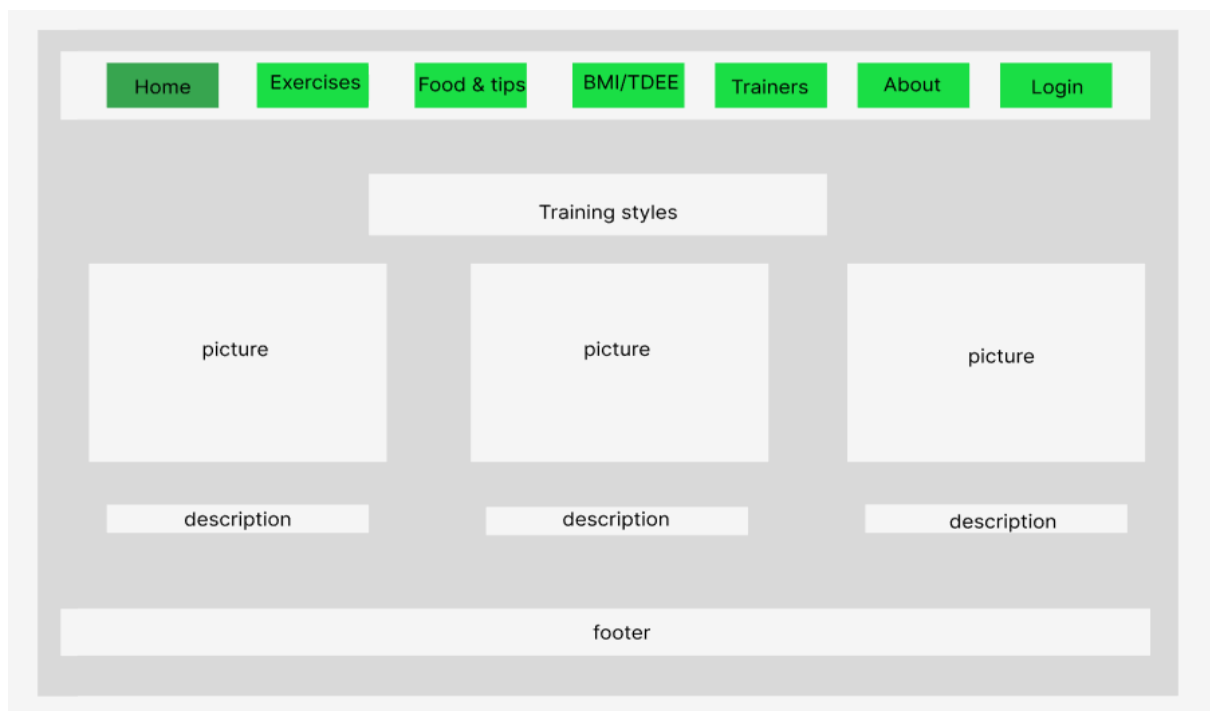 Home
Exercises
Food & tips
BMI/TDEE
Trainers
About
Login
Training styles
picture
picture
picture
description
description
description
footer